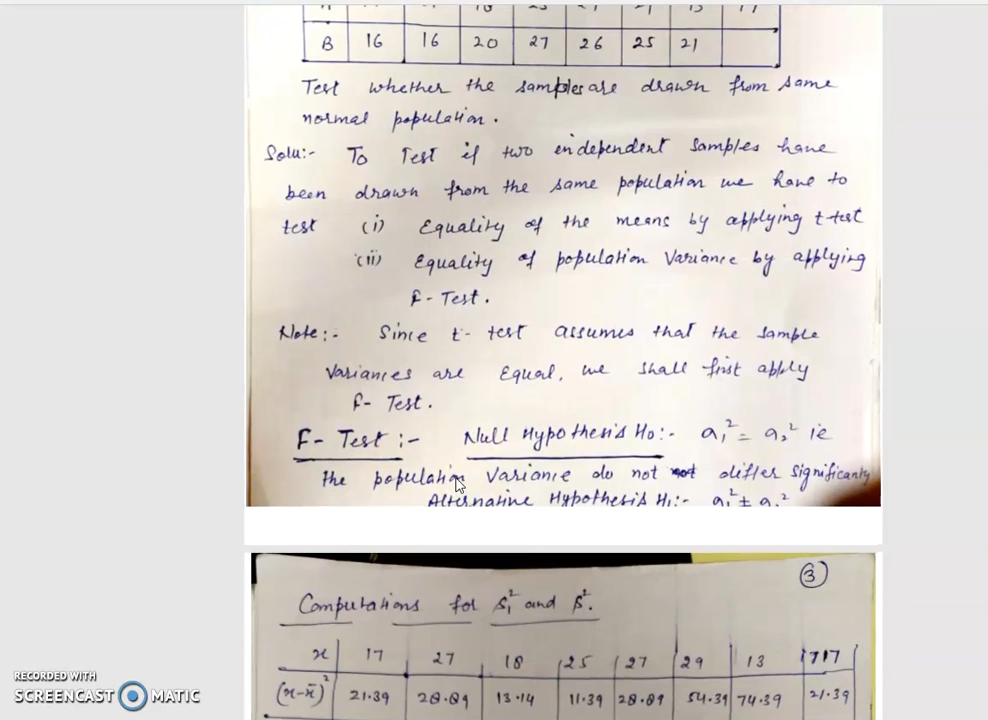 B 16 16 20 27 26 25 21
Test whether the samples are drawn from same
normal population.
Solu:- To Test if two independent samples have
been drawn from the same population we have to
test (i) Equality of the means by applying t-test
(ii) Equality of population Variance by applying
F-Test.
Note:- Since t-test assumes that the sample
variances are Equal, we shall first apply
F-Test.
F-Test:- Null Hypothesis H0:- σ₁² = σ₂² ie
the population Variance do not differ significantly
Alternative Hypothesis H₁:- σ₁² ≠ σ₂²
3
Computations for S₁² and S².
x 17 27 18 25 27 29 13 17
(x-x̄)² 21.39 28.89 13.14 11.39 28.89 54.39 74.39 21.39
RECORDED WITH
SCREENCAST MATIC